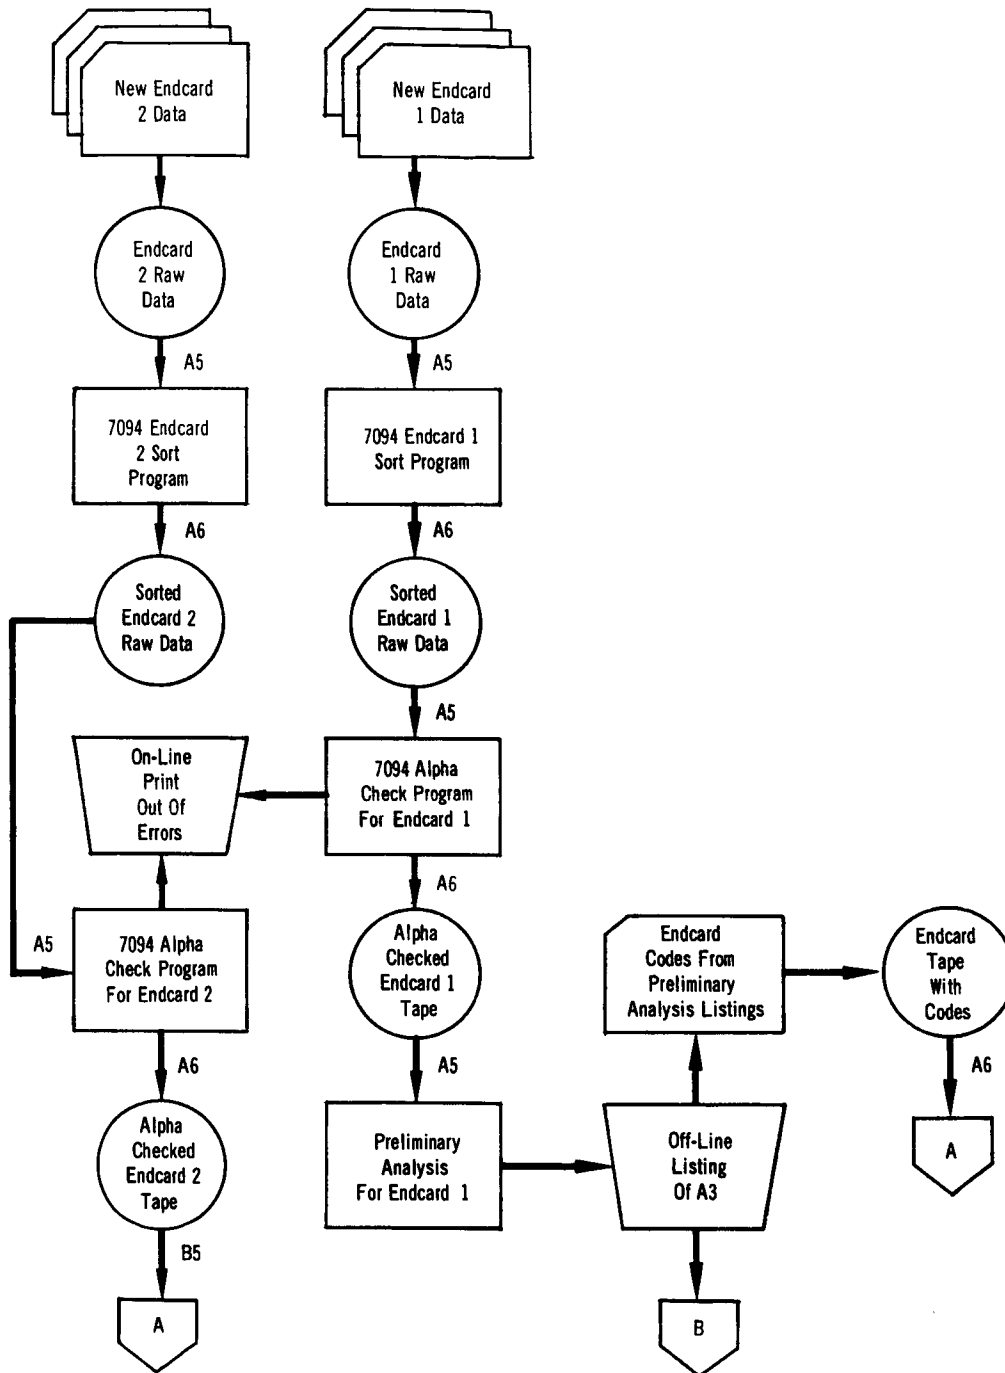 New Endcard
2 Data
New Endcard
1 Data
Endcard
2 Raw
Data
Endcard
1 Raw
Data
A5
A5
7094 Endcard
2 Sort
Program
7094 Endcard 1
Sort Program
A6
A6
Sorted
Endcard 2
Raw Data
Sorted
Endcard 1
Raw Data
A5
On-Line
Print
Out Of
Errors
7094 Alpha
Check Program
For Endcard 1
A6
A5
7094 Alpha
Check Program
For Endcard 2
Alpha
Checked
Endcard 1
Tape
Endcard
Codes From
Preliminary
Analysis Listings
Endcard
Tape
With
Codes
A6
A5
A6
Alpha
Checked
Endcard 2
Tape
Preliminary
Analysis
For Endcard 1
Off-Line
Listing
Of A3
A
B5
A
B